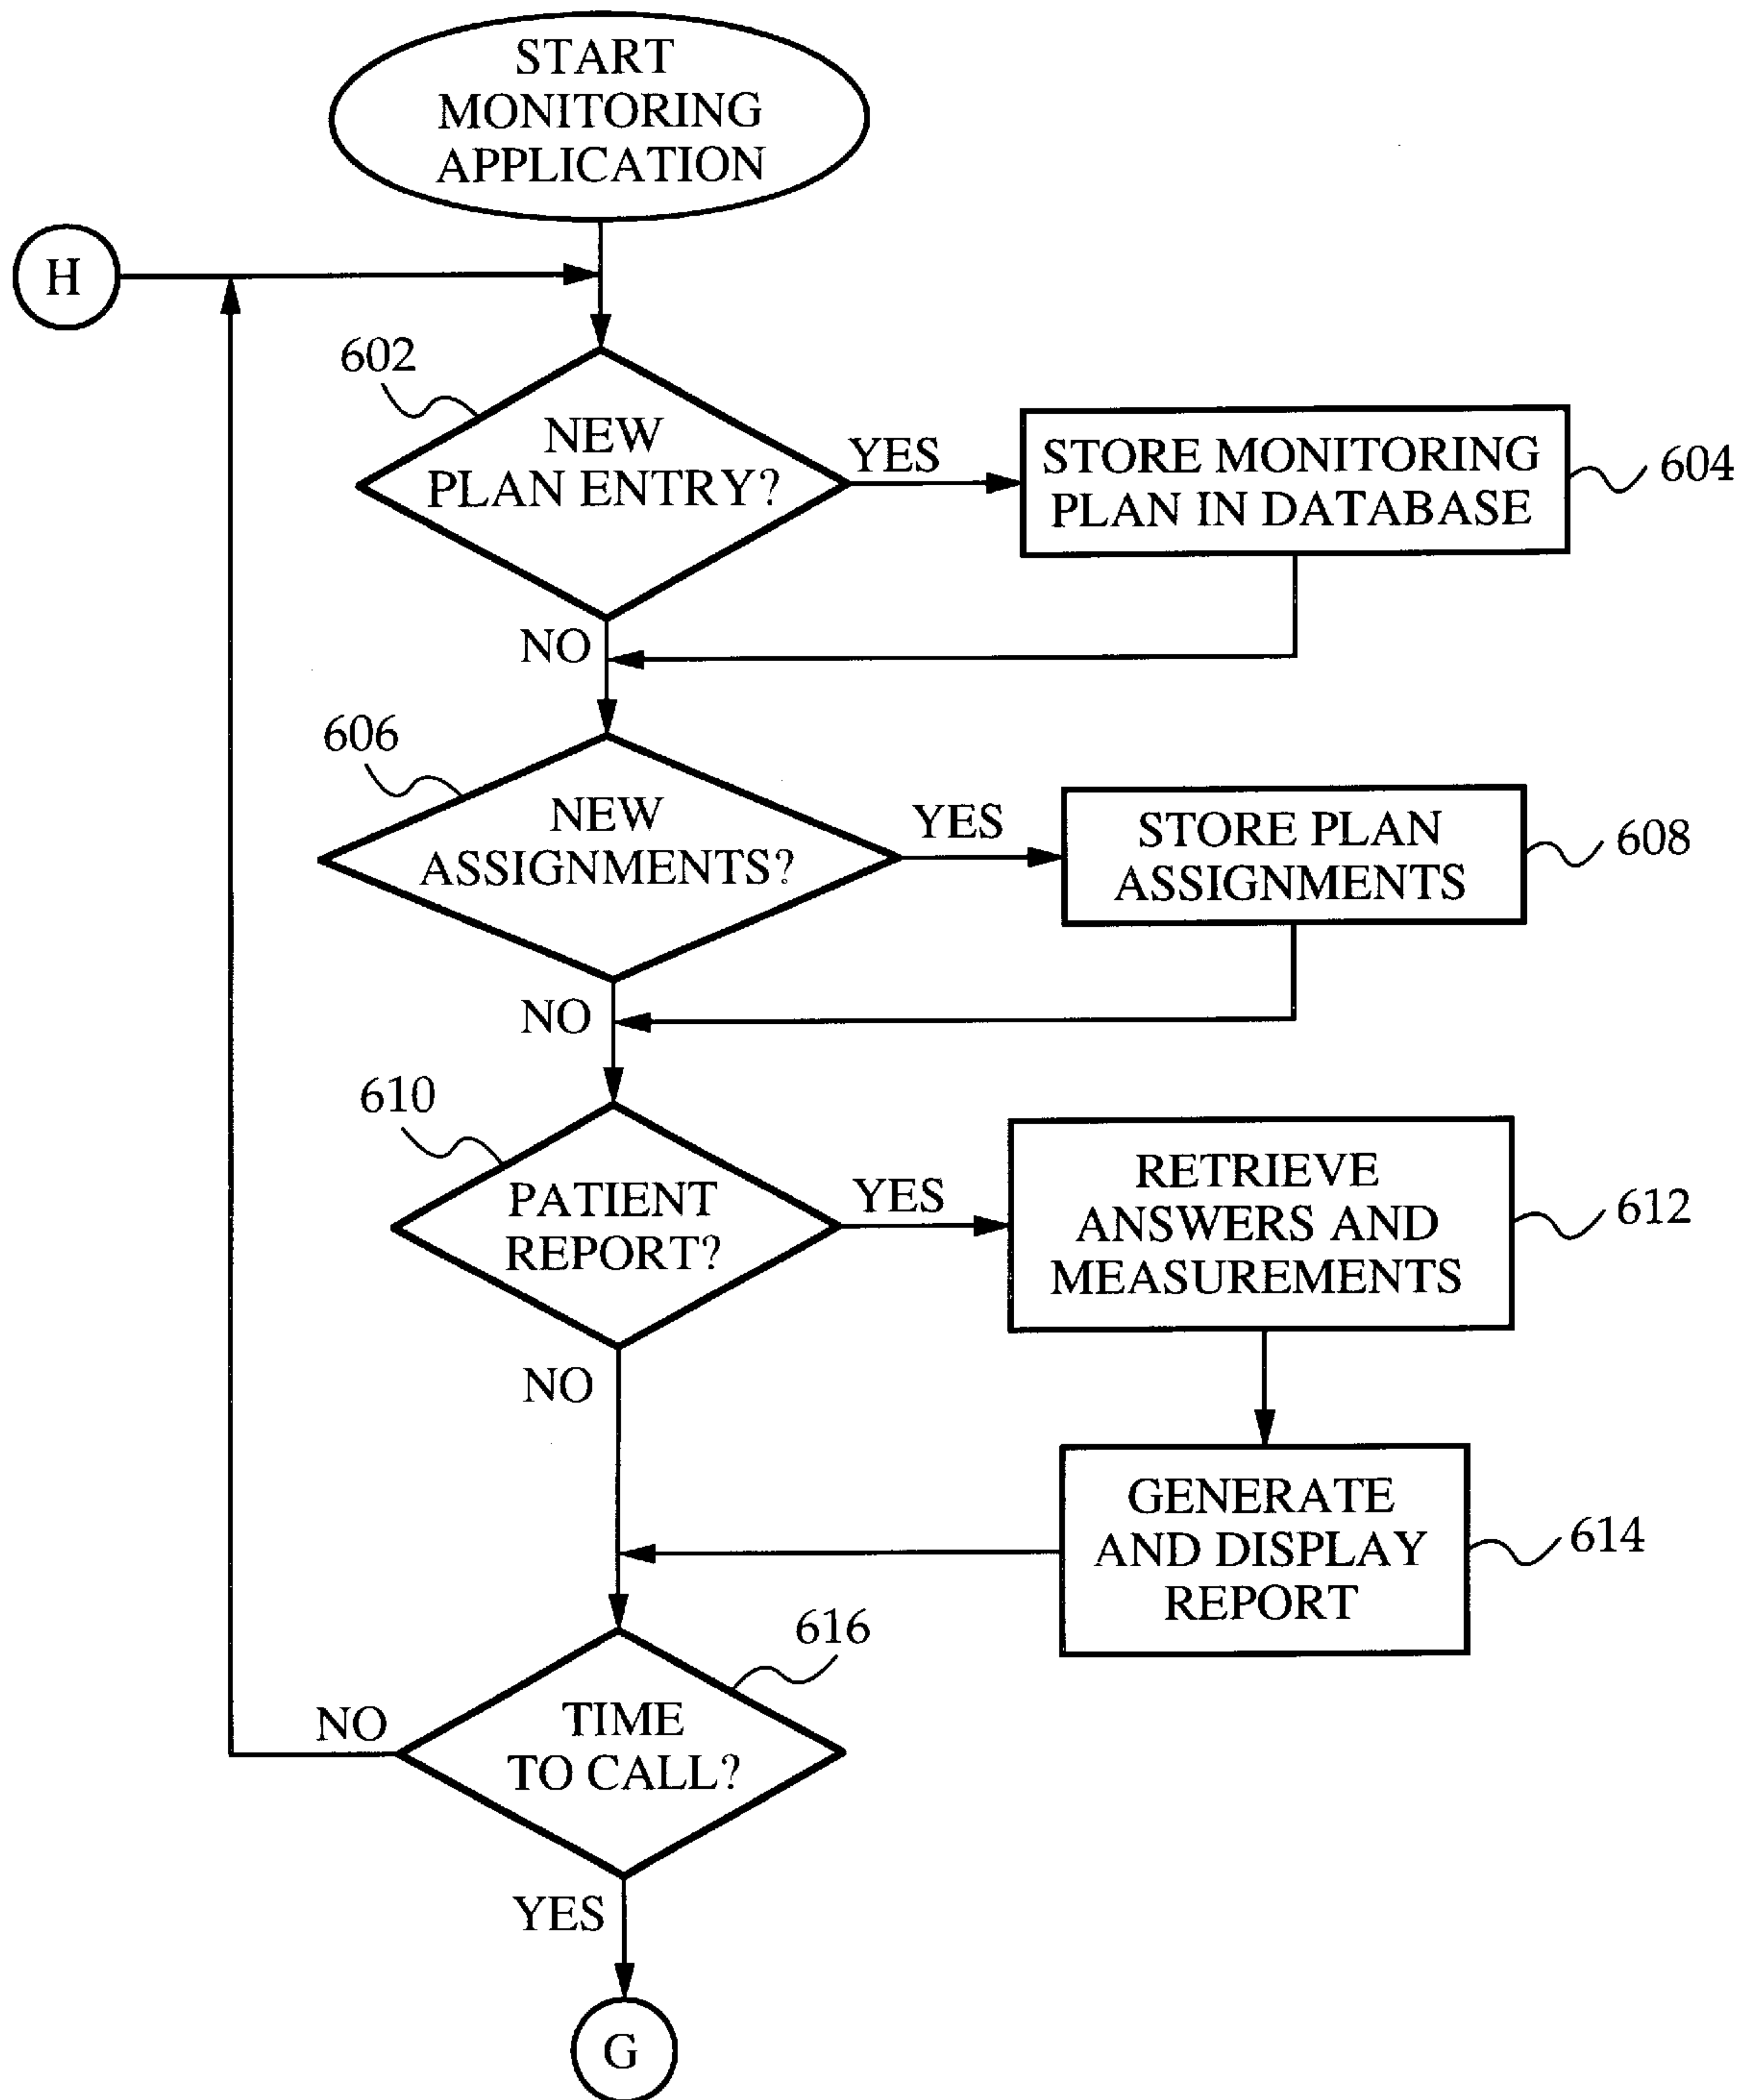 START
MONITORING
APPLICATION
H
602
NEW
PLAN ENTRY?
YES
STORE MONITORING
PLAN IN DATABASE
604
NO
606
NEW
ASSIGNMENTS?
YES
STORE PLAN
ASSIGNMENTS
608
NO
610
PATIENT
REPORT?
YES
RETRIEVE
ANSWERS AND
MEASUREMENTS
612
NO
GENERATE
AND DISPLAY
REPORT
614
616
TIME
TO CALL?
NO
YES
G